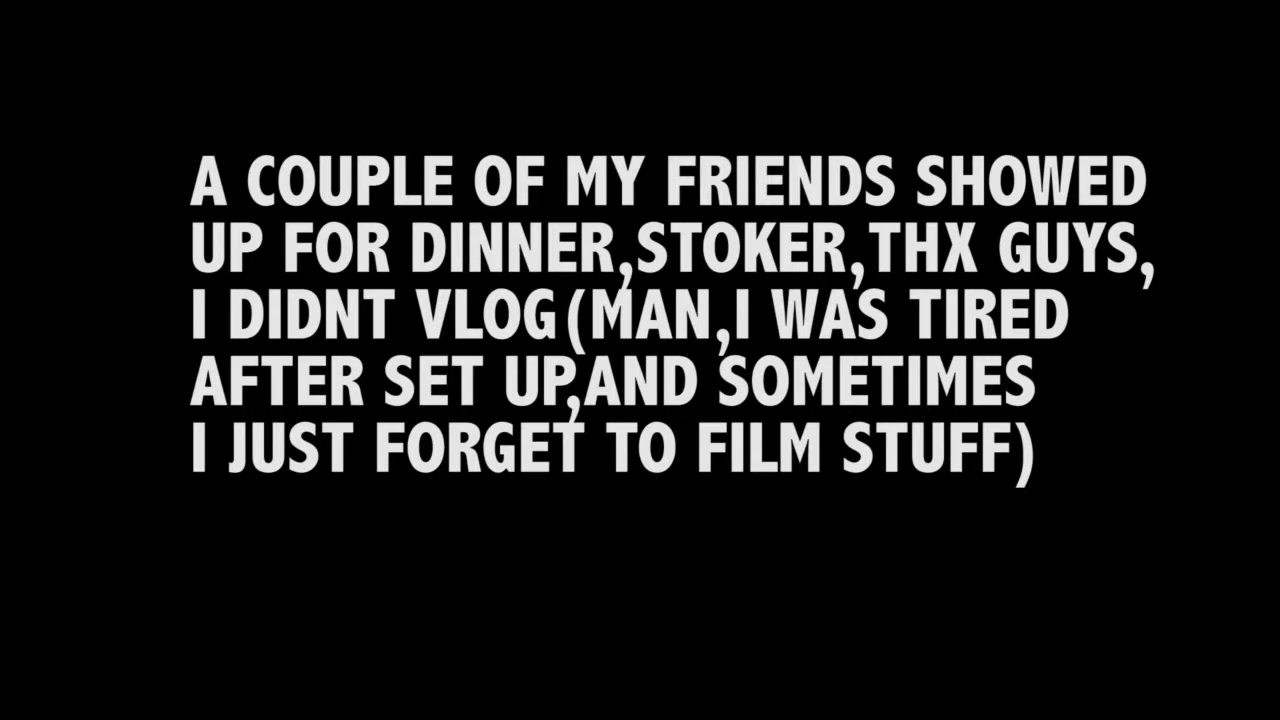 A COUPLE OF MY FRIENDS SHOWED
UP FOR DINNER,STOKER,THX GUYS,
I DIDNT VLOG(MAN,I WAS TIRED
AFTER SET UP,AND SOMETIMES
I JUST FORGET TO FILM STUFF)